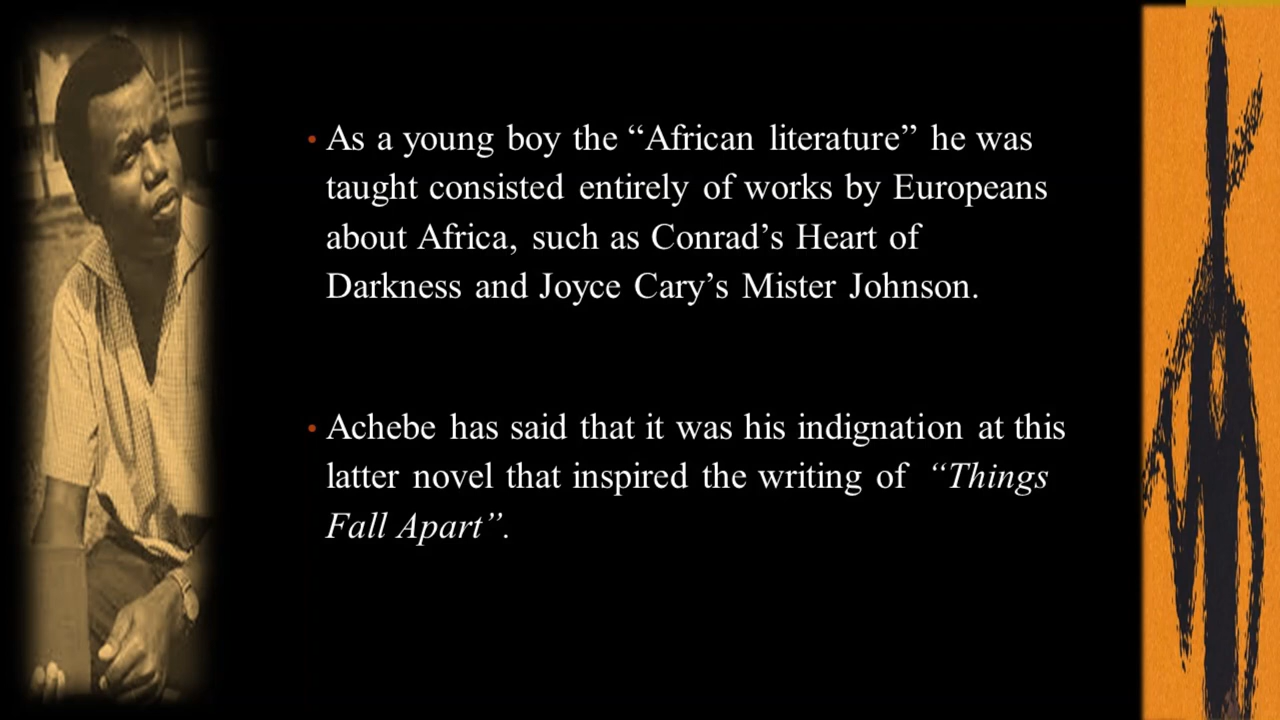 • As a young boy the “African literature” he was
taught consisted entirely of works by Europeans
about Africa, such as Conrad’s Heart of
Darkness and Joyce Cary’s Mister Johnson.
• Achebe has said that it was his indignation at this
latter novel that inspired the writing of “Things
Fall Apart”.